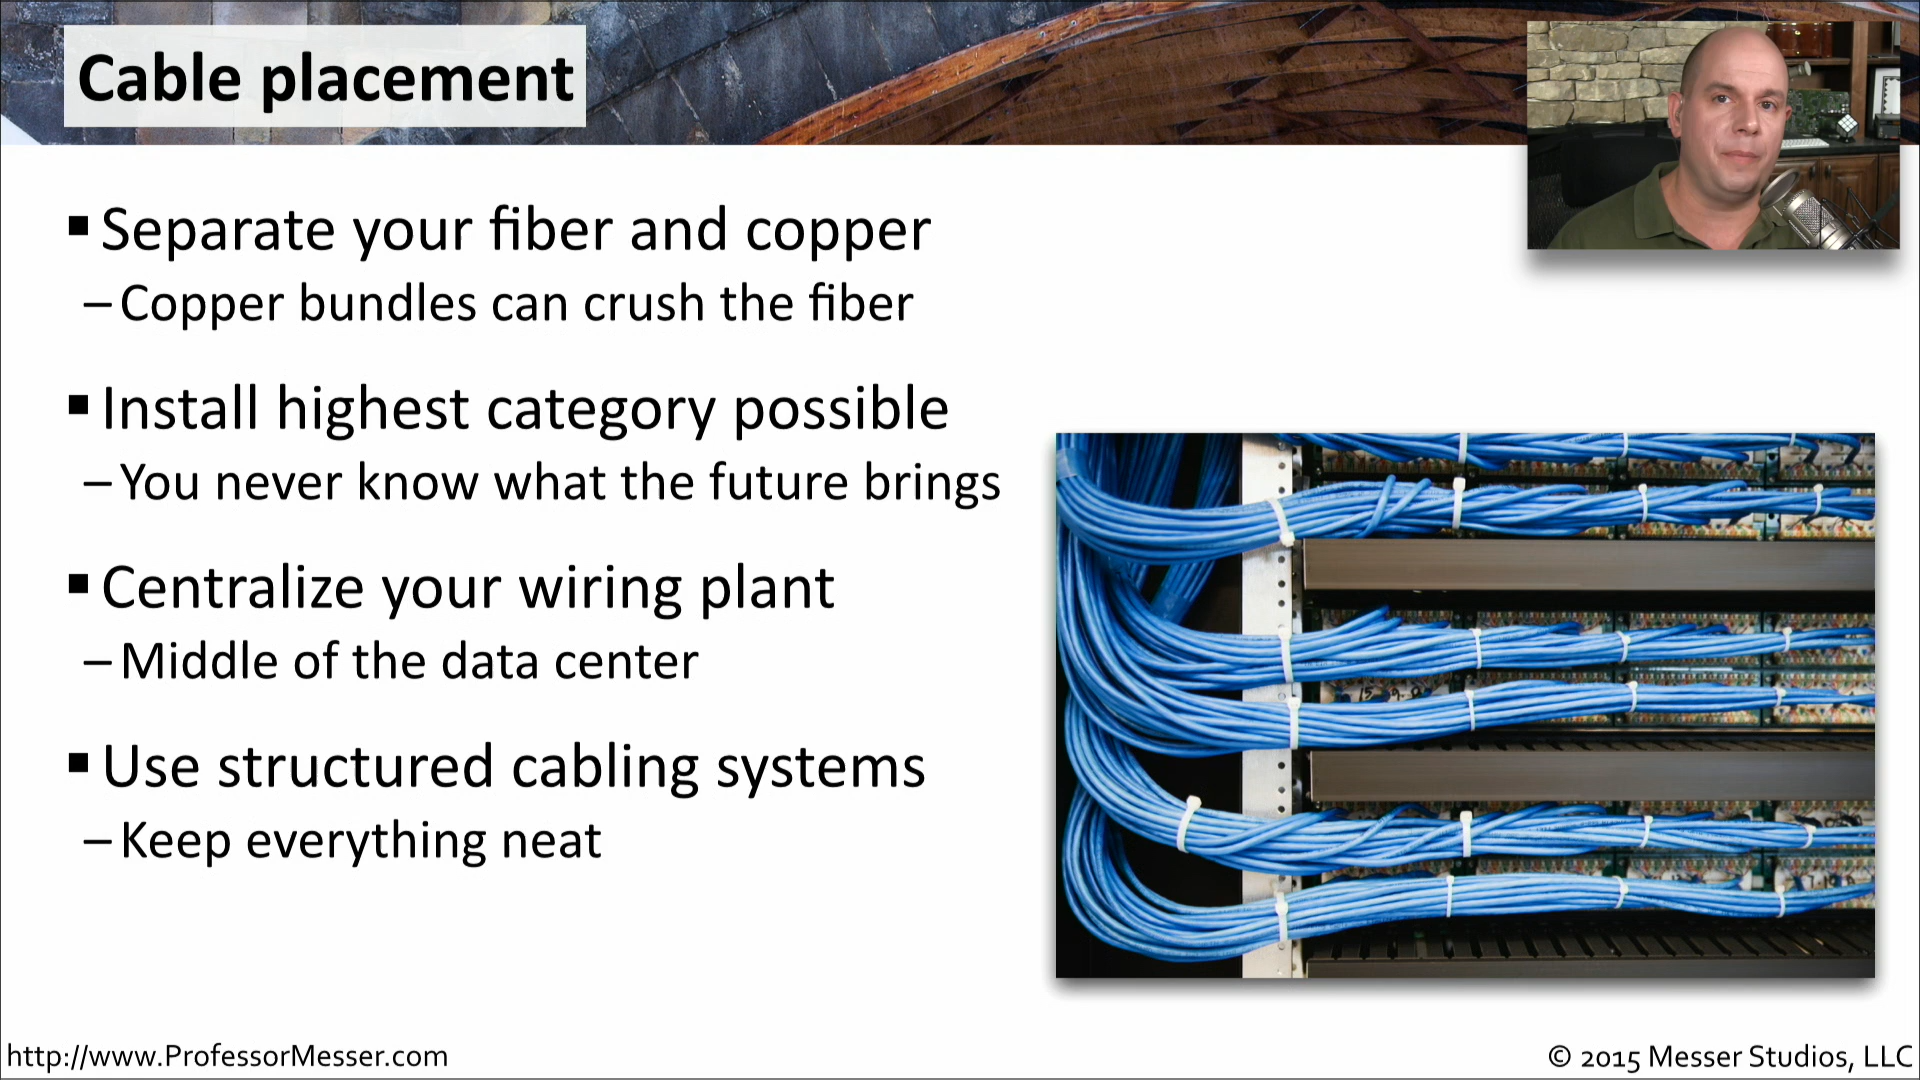 Cable placement
▪ Separate your fiber and copper
– Copper bundles can crush the fiber
▪ Install highest category possible
– You never know what the future brings
▪ Centralize your wiring plant
– Middle of the data center
▪ Use structured cabling systems
– Keep everything neat
http://www.ProfessorMesser.com
© 2015 Messer Studios, LLC